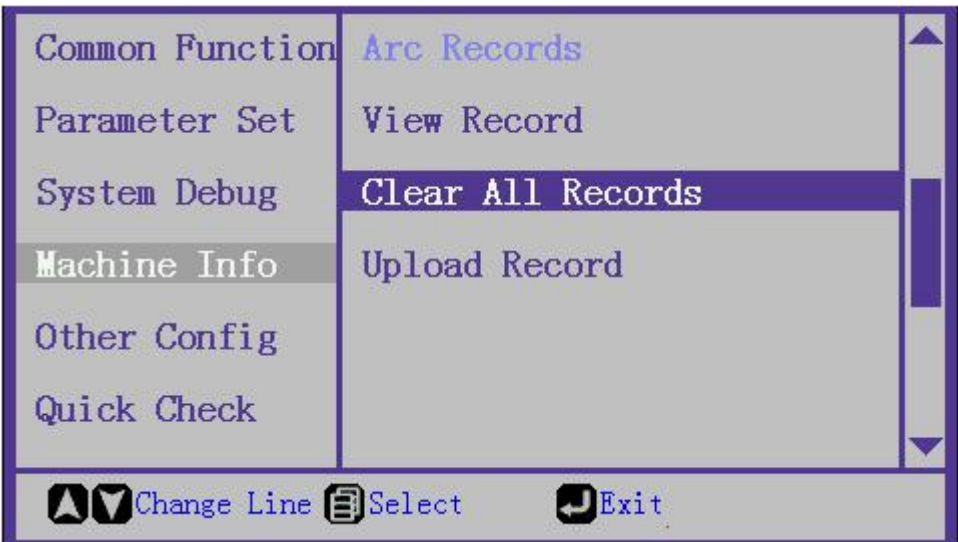 Common Function
Parameter Set
System Debug
Machine Info
Other Config
Quick Check
Arc Records
View Record
Clear All Records
Upload Record
Change Line Select Exit